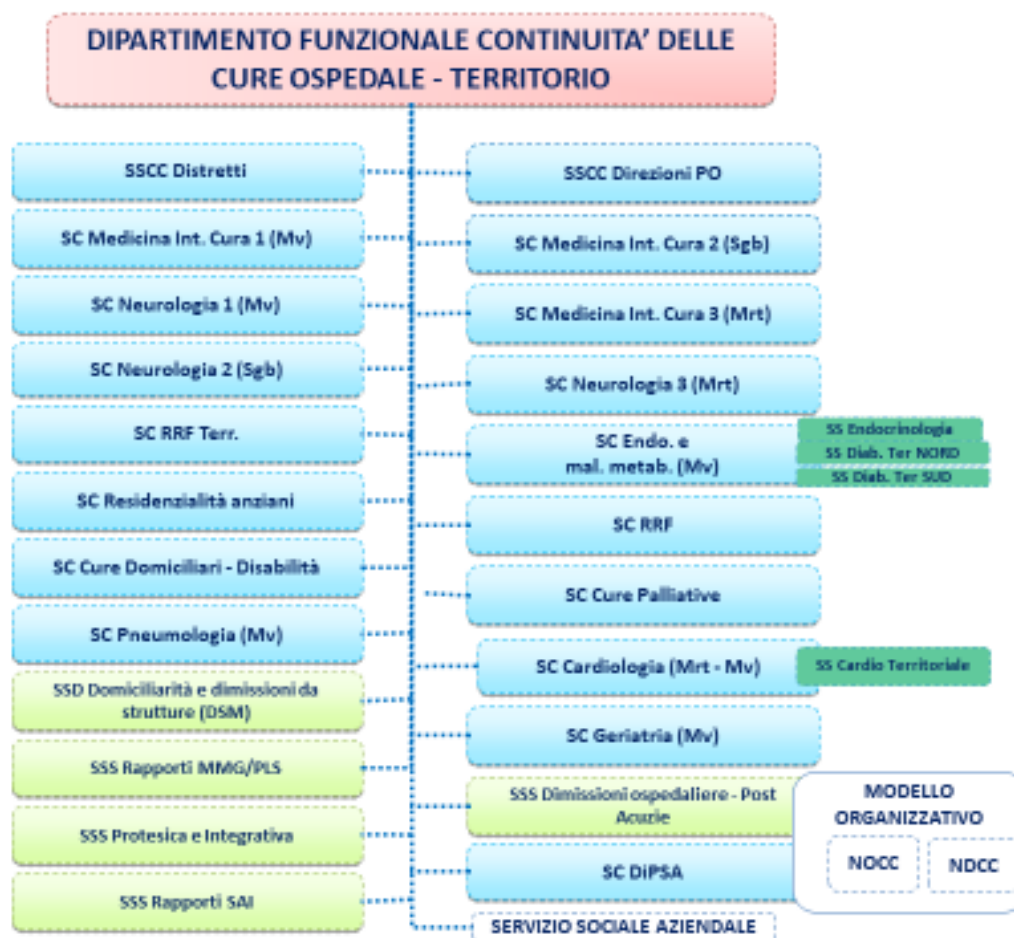 DIPARTIMENTO FUNZIONALE CONTINUITA' DELLE
CURE OSPEDALE - TERRITORIO
SSCC Distretti
SSCC Direzioni PO
SC Medicina Int. Cura 1 (Mv)
SC Medicina Int. Cura 2 (Sgb)
SC Neurologia 1 (Mv)
SC Medicina Int. Cura 3 (Mrt)
SC Neurologia 2 (Sgb)
SC Neurologia 3 (Mrt)
SC RRF Terr.
SC Endo. e
mal. metab. (Mv)
SS Endocrinologia
SS Diab. Ter NORD
SS Diab. Ter SUD
SC Residenzialità anziani
SC RRF
SC Cure Domiciliari - Disabilità
SC Cure Palliative
SC Pneumologia (Mv)
SC Cardiologia (Mrt - Mv)
SS Cardio Territoriale
SSD Domiciliarità e dimissioni da
strutture (DSM)
SC Geriatria (Mv)
SSS Rapporti MMG/PLS
SSS Dimissioni ospedaliere - Post
Acuzie
MODELLO
ORGANIZZATIVO
NOCC
NDCC
SSS Protesica e Integrativa
SC DiPSA
SSS Rapporti SAI
SERVIZIO SOCIALE AZIENDALE